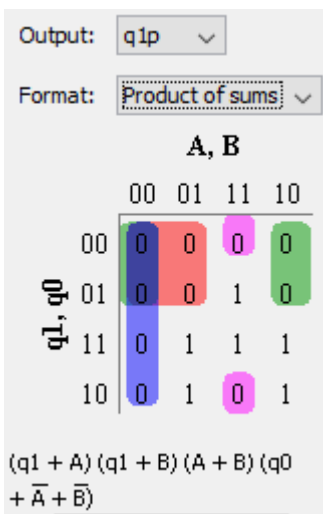 Output: q1p
Format: Product of sums
A, B
00 01 11 10
00 0 0 0 0
q1, q0
01 0 0 1 0
11 0 1 1 1
10 0 1 0 1
(q1 + A) (q1 + B) (A + B) (q0
+ A̅ + B̅)